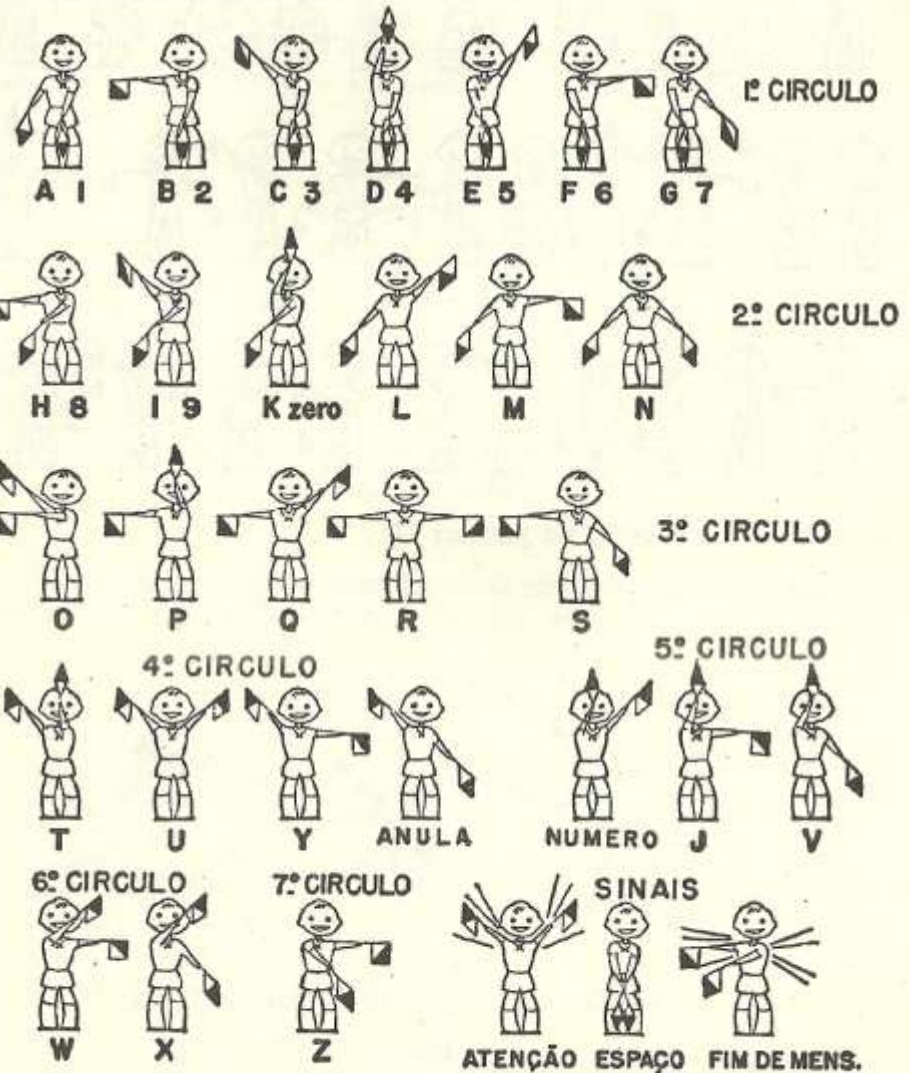 A 1 B 2 C 3 D 4 E 5 F 6 G 7 1º CIRCULO
H 8 I 9 K zero L M N 2º CIRCULO
O P Q R S 3º CIRCULO
4º CIRCULO 5º CIRCULO
T U Y ANULA NUMERO J V
6º CIRCULO 7º CIRCULO SINAIS
W X Z ATENÇÃO ESPAÇO FIM DE MENS.